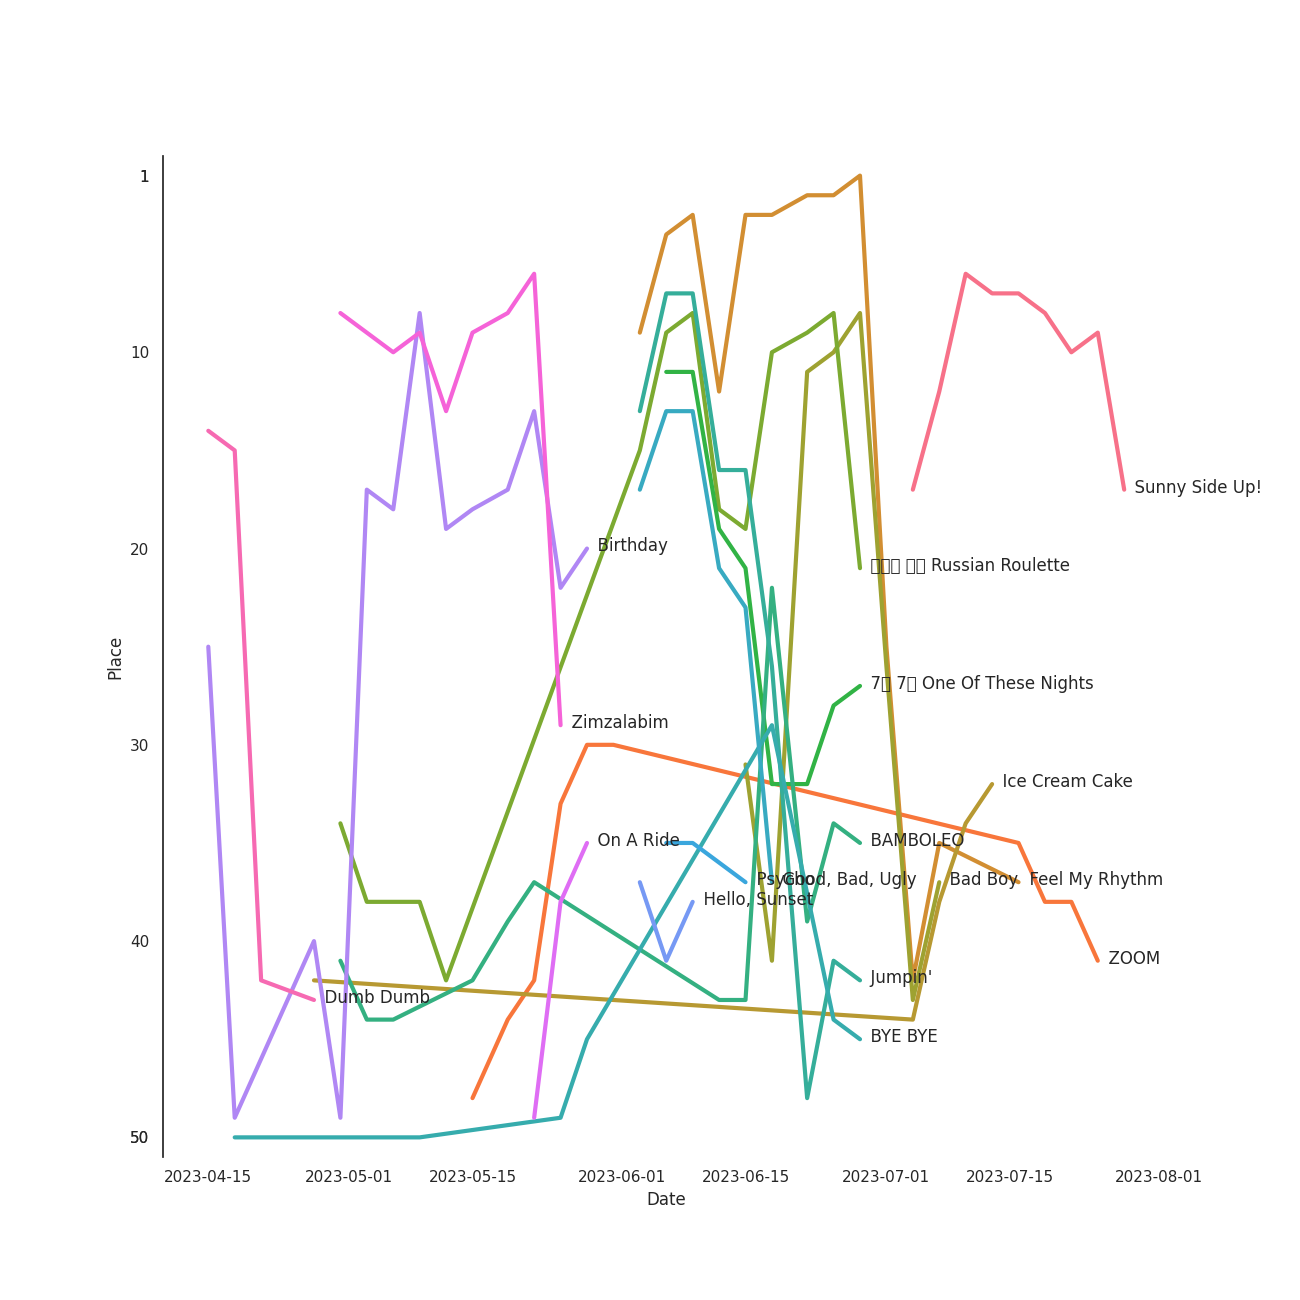 1
10
20
30
40
50
Place
Sunny Side Up!
Birthday
Russian Roulette
7 7 One Of These Nights
Zimzalabim
Ice Cream Cake
On A Ride
BAMBOLEO
Psycho
Good, Bad, Ugly
Bad Boy
Feel My Rhythm
Hello, Sunset
ZOOM
Jumpin'
Dumb Dumb
BYE BYE
2023-04-15
2023-05-01
2023-05-15
2023-06-01
2023-06-15
2023-07-01
2023-07-15
2023-08-01
Date